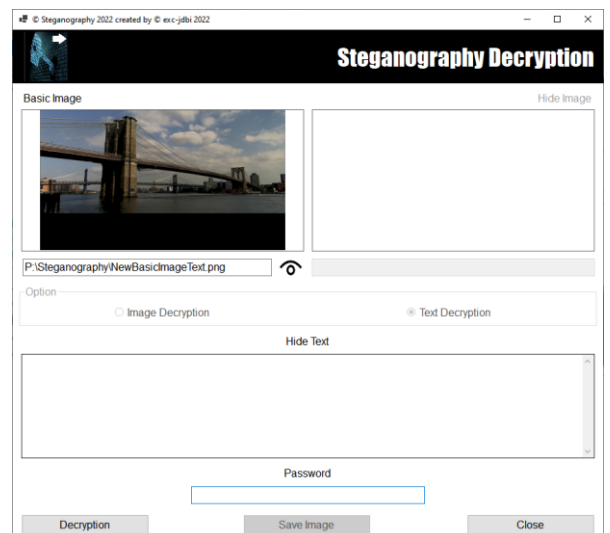 © Steganography 2022 created by © exc-jdbi 2022
Steganography Decryption
Basic Image
Hide Image
P:\Steganography\NewBasicImageText.png
Option
Image Decryption
Text Decryption
Hide Text
Password
Decryption
Save Image
Close